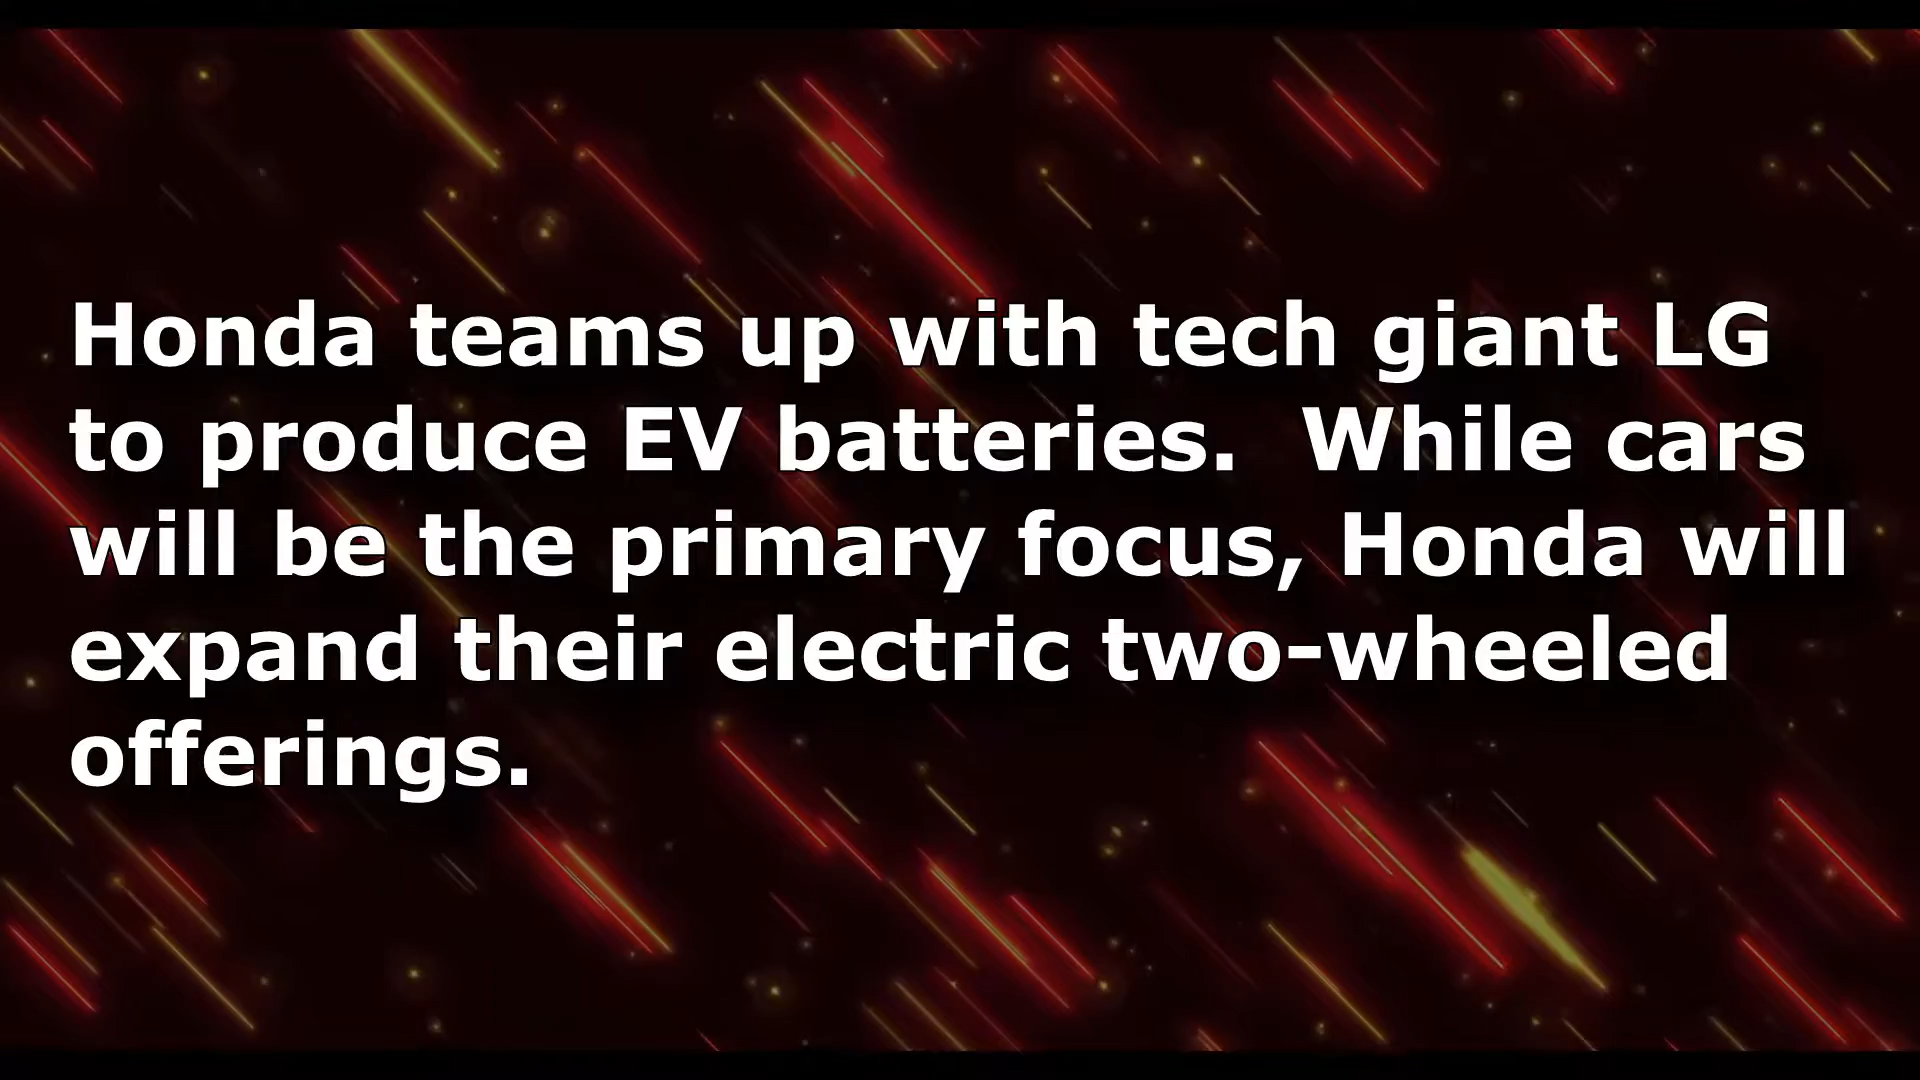 Honda teams up with tech giant LG
to produce EV batteries.  While cars
will be the primary focus, Honda will
expand their electric two-wheeled
offerings.